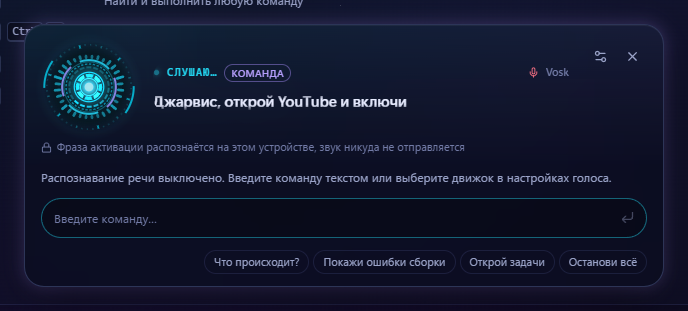 Найти и выполнить любую команду
Ctrl
СЛУШАЮ… КОМАНДА
Vosk
Джарвис, открой YouTube и включи
Фраза активации распознаётся на этом устройстве, звук никуда не отправляется
Распознавание речи выключено. Введите команду текстом или выберите движок в настройках голоса.
Введите команду…
Что происходит? Покажи ошибки сборки Открой задачи Останови всё